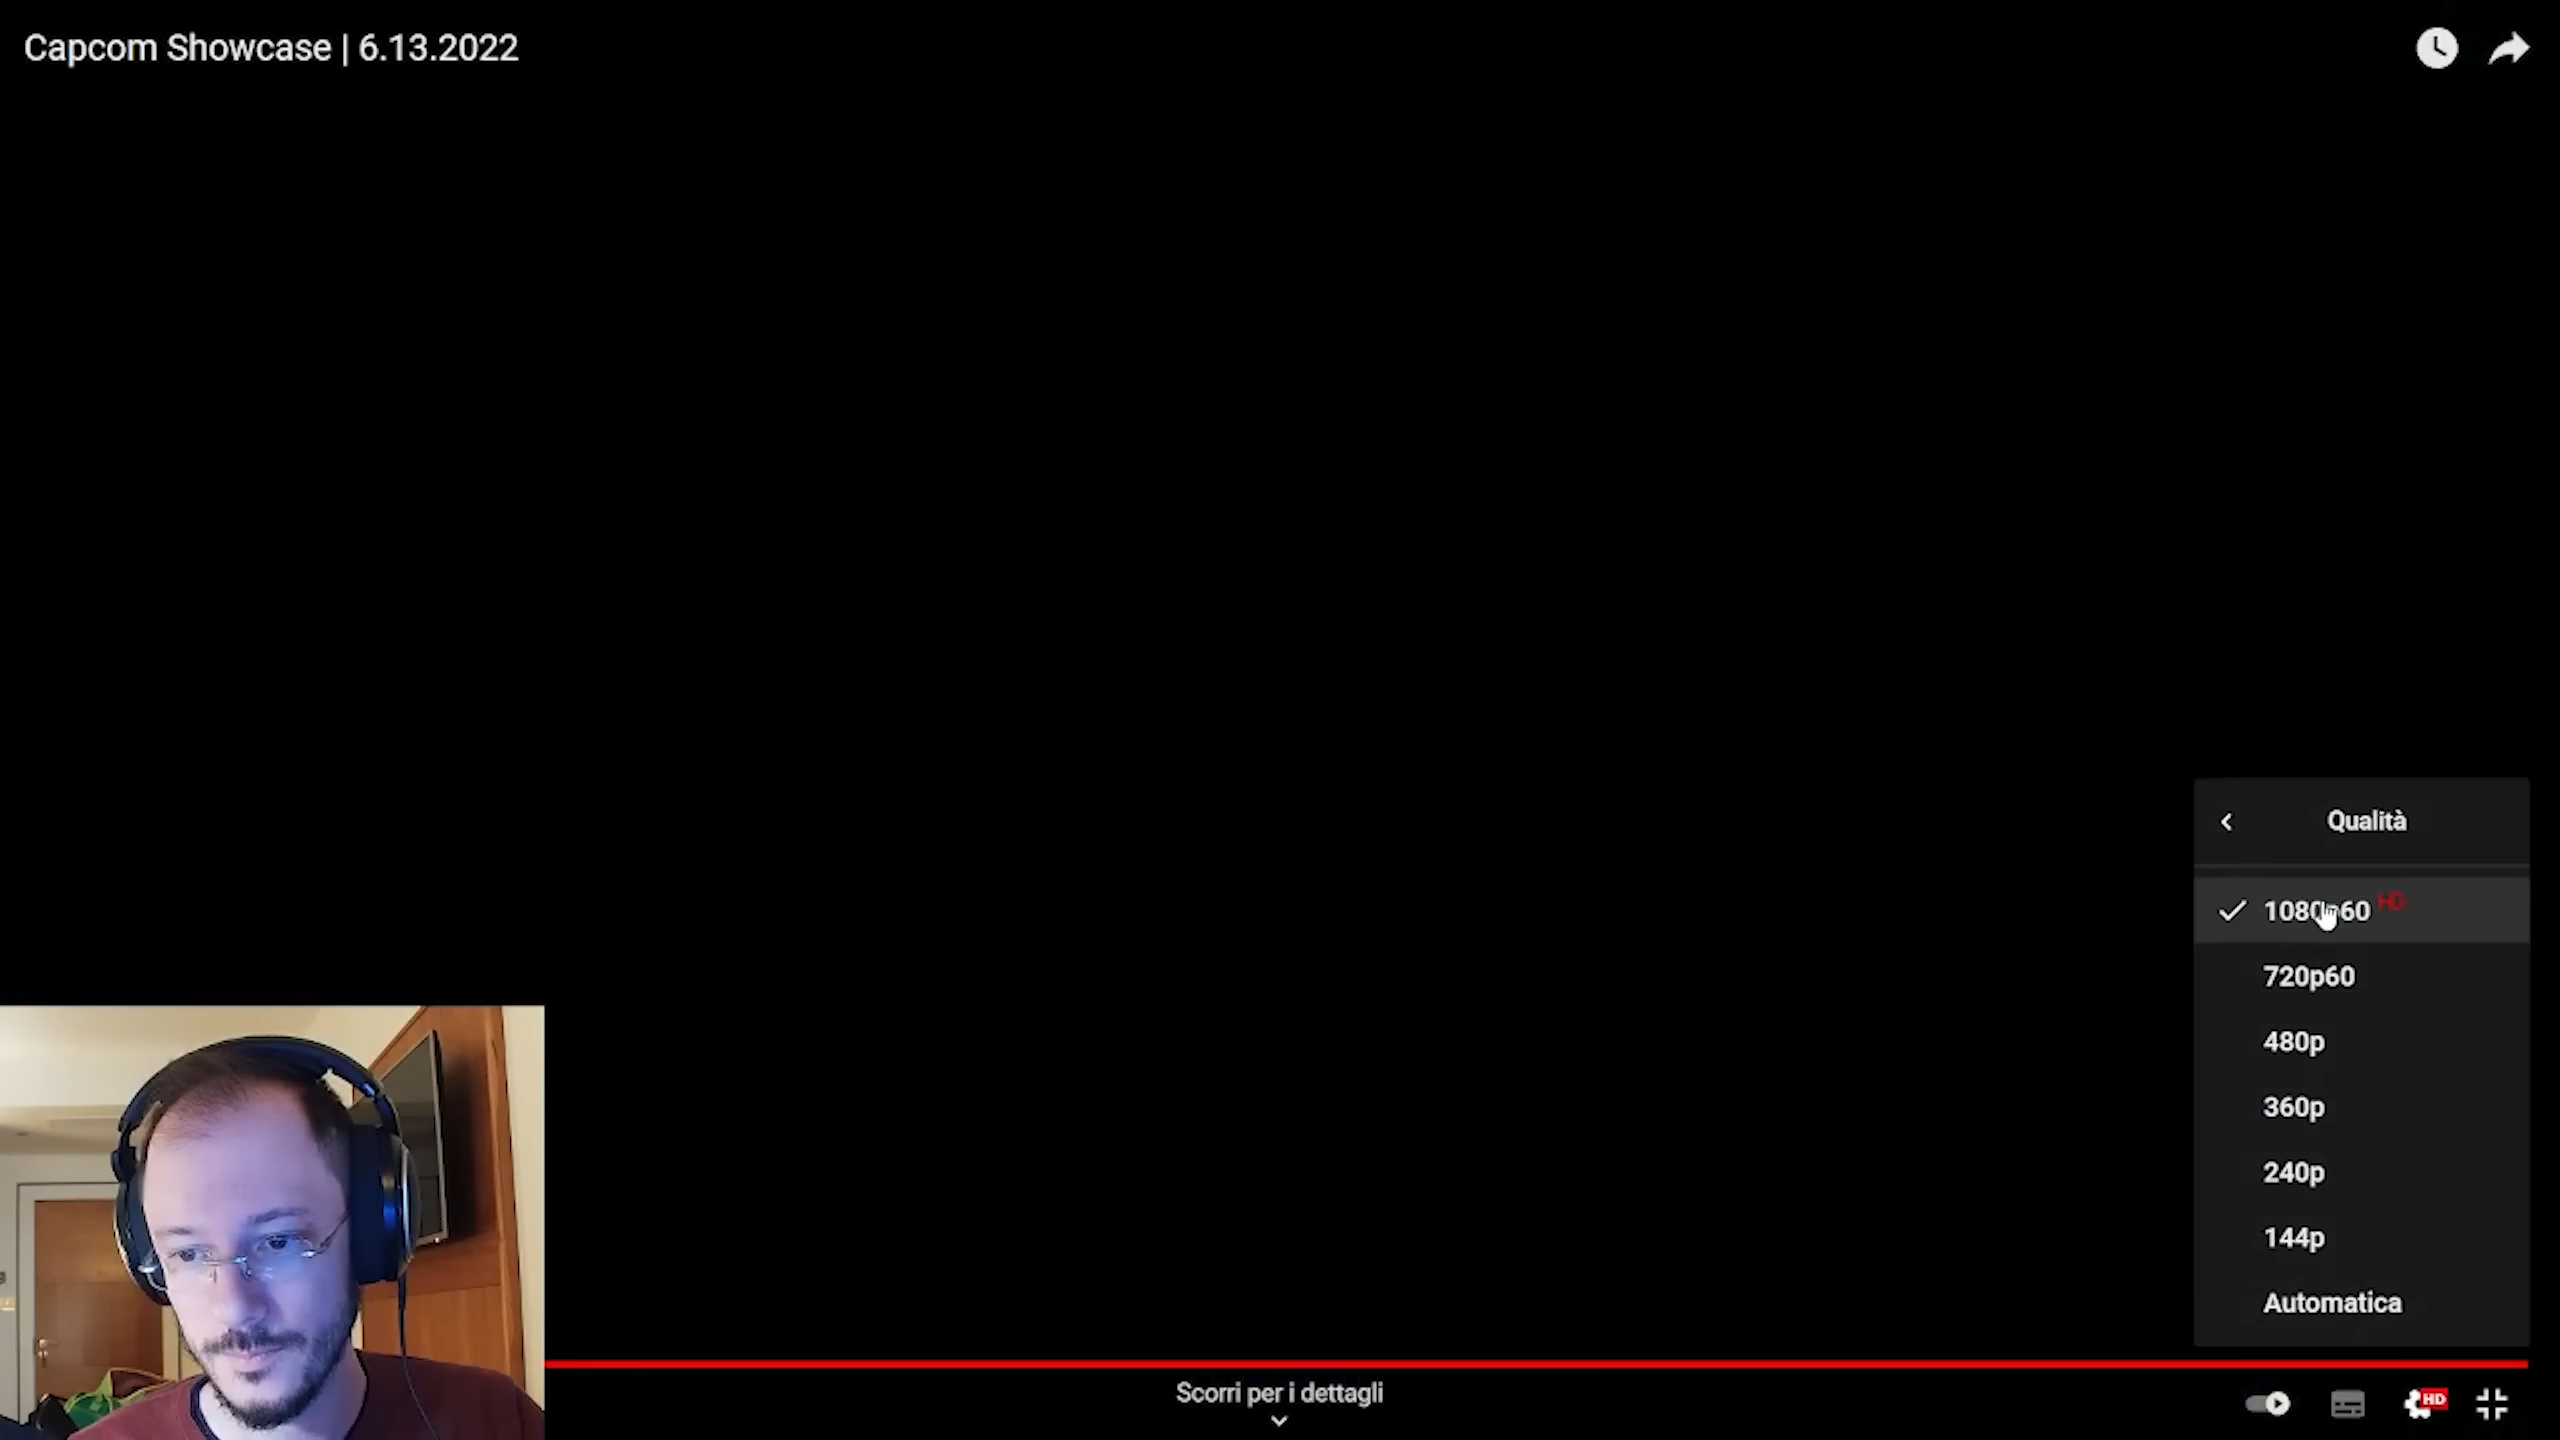 Capcom Showcase | 6.13.2022
Qualità
1080p60 HD
720p60
480p
360p
240p
144p
Automatica
Scorri per i dettagli
HD